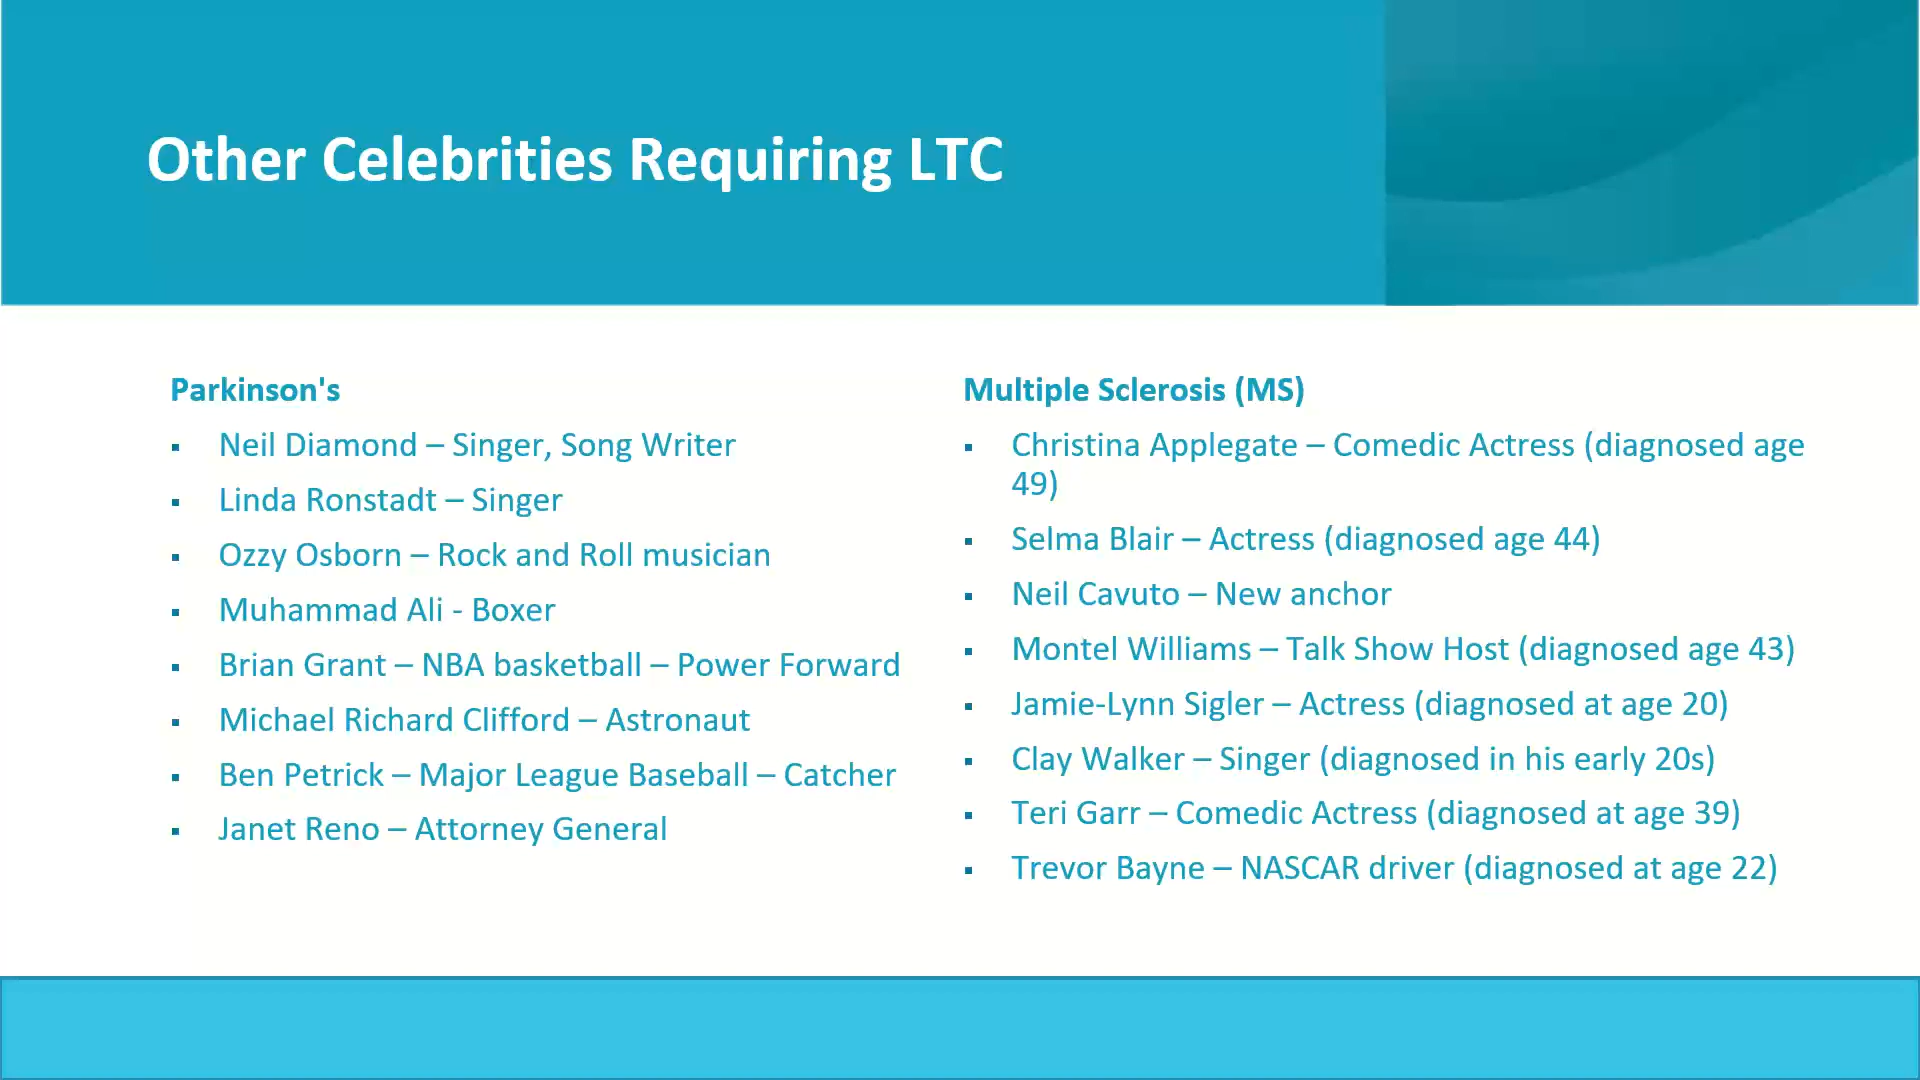 Other Celebrities Requiring LTC
Parkinson's
▪ Neil Diamond – Singer, Song Writer
▪ Linda Ronstadt – Singer
▪ Ozzy Osborn – Rock and Roll musician
▪ Muhammad Ali - Boxer
▪ Brian Grant – NBA basketball – Power Forward
▪ Michael Richard Clifford – Astronaut
▪ Ben Petrick – Major League Baseball – Catcher
▪ Janet Reno – Attorney General
Multiple Sclerosis (MS)
▪ Christina Applegate – Comedic Actress (diagnosed age
49)
▪ Selma Blair – Actress (diagnosed age 44)
▪ Neil Cavuto – New anchor
▪ Montel Williams – Talk Show Host (diagnosed age 43)
▪ Jamie-Lynn Sigler – Actress (diagnosed at age 20)
▪ Clay Walker – Singer (diagnosed in his early 20s)
▪ Teri Garr – Comedic Actress (diagnosed at age 39)
▪ Trevor Bayne – NASCAR driver (diagnosed at age 22)